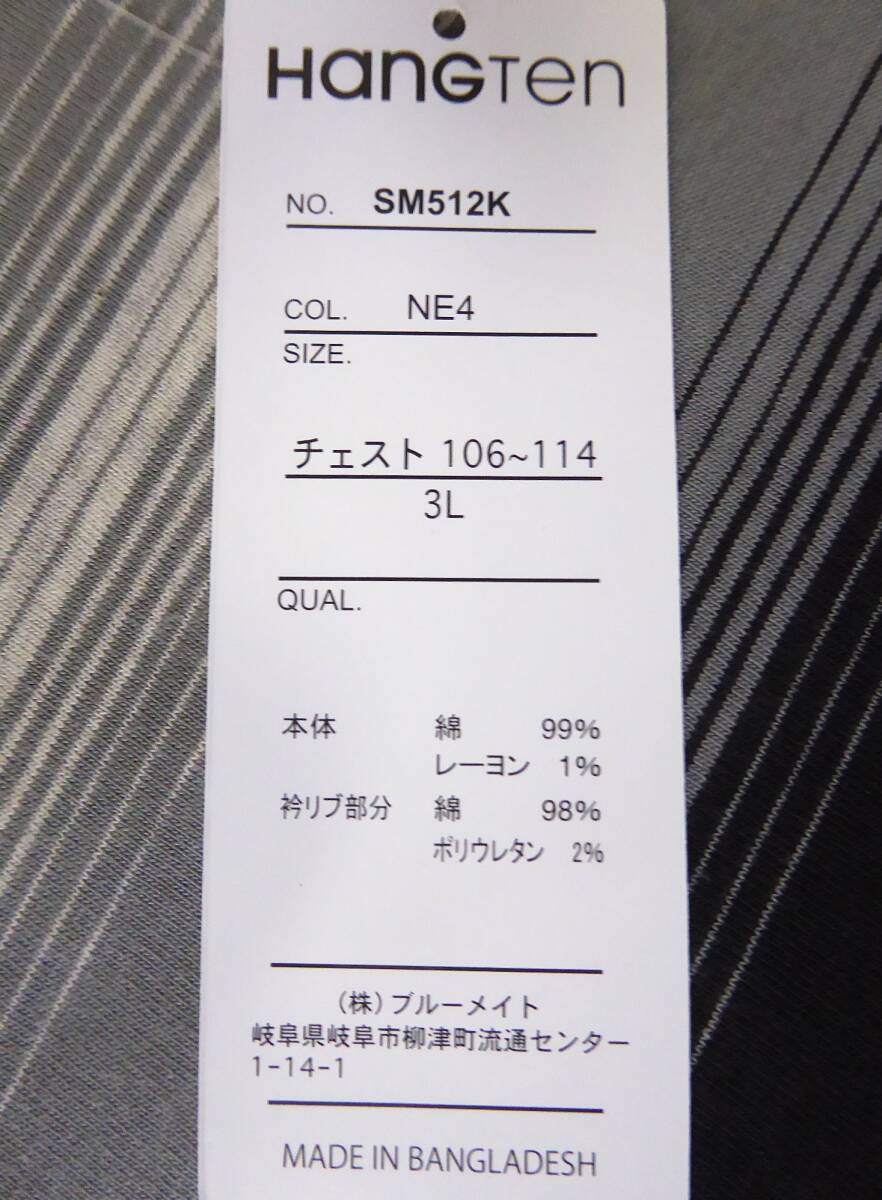 HangTen
NO. SM512K
COL. NE4
SIZE.
チェスト 106~114
3L
QUAL.
本体 綿 99%
レーヨン 1%
衿リブ部分 綿 98%
ポリウレタン 2%
(株)ブルーメイト
岐阜県岐阜市柳津町流通センター
1-14-1
MADE IN BANGLADESH